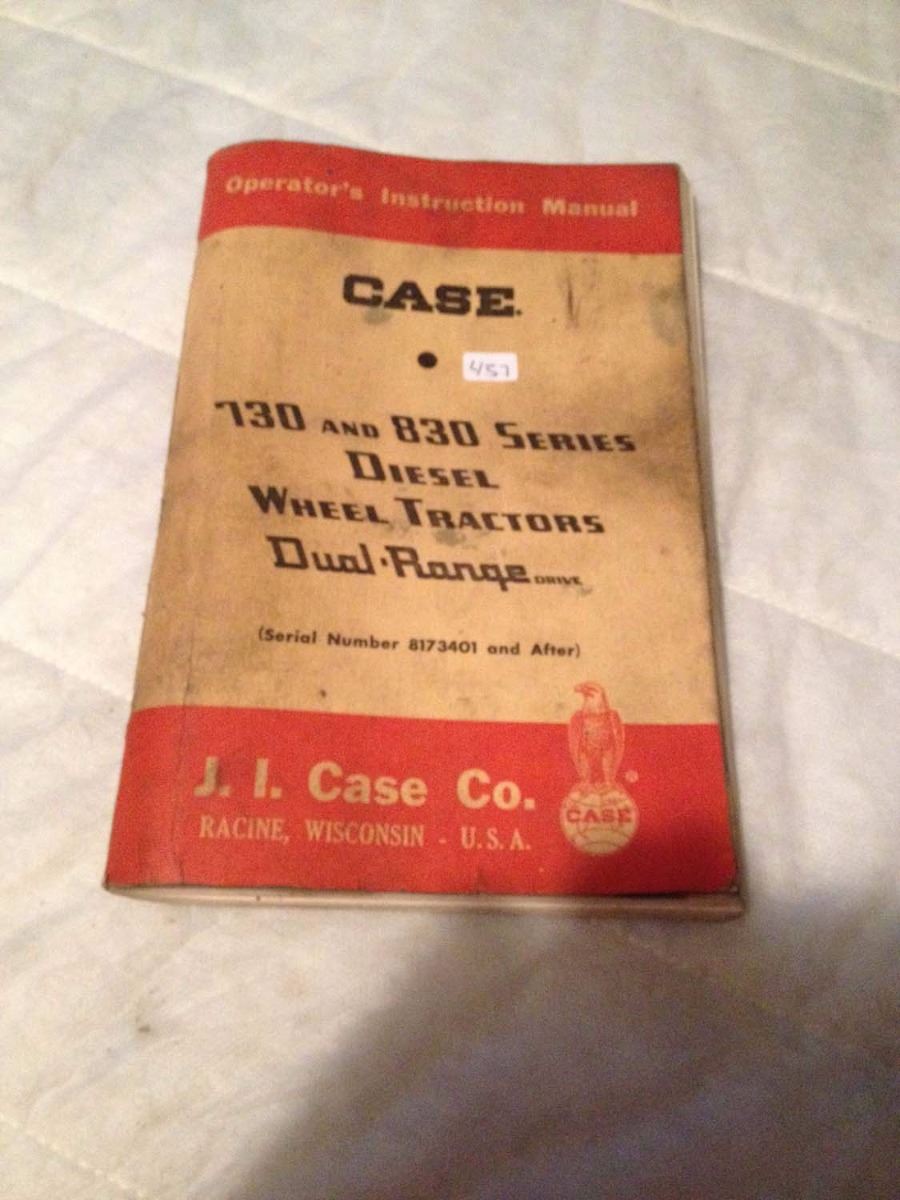 Operator's Instruction Manual
CASE.
457
730 AND 830 SERIES
DIESEL
WHEEL TRACTORS
Dual·Range DRIVE
(Serial Number 8173401 and After)
J. I. Case Co.
RACINE, WISCONSIN - U. S. A.
CASE
®